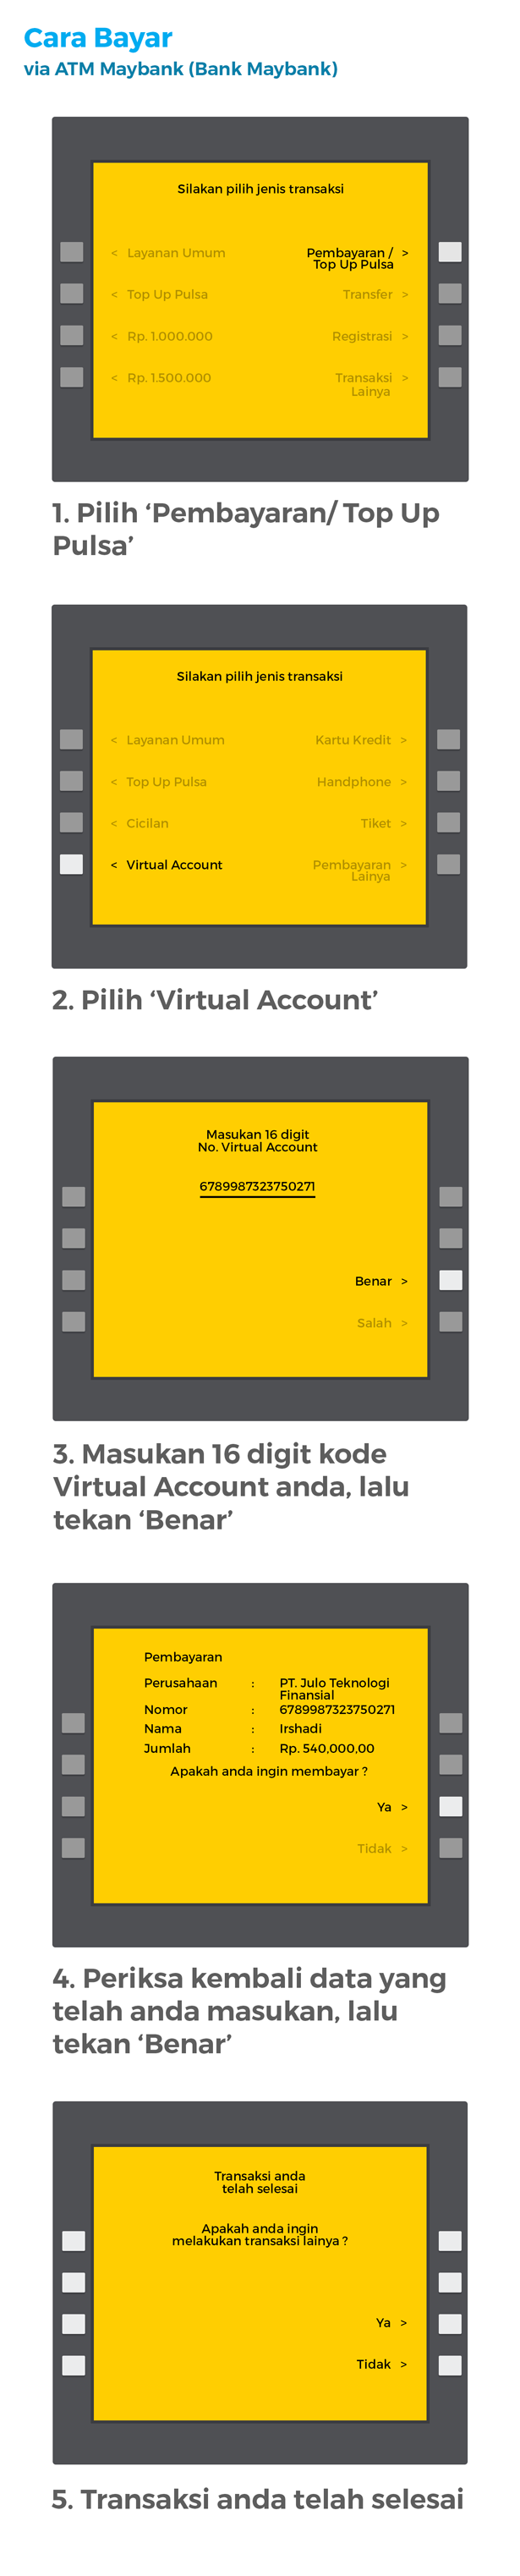 Cara Bayar
via ATM Maybank (Bank Maybank)
Silakan pilih jenis transaksi
< Layanan Umum
Pembayaran / >
Top Up Pulsa
< Top Up Pulsa
Transfer >
< Rp. 1.000.000
Registrasi >
< Rp. 1.500.000
Transaksi >
Lainya
1. Pilih ‘Pembayaran/ Top Up
Pulsa’
Silakan pilih jenis transaksi
< Layanan Umum
Kartu Kredit >
< Top Up Pulsa
Handphone >
< Cicilan
Tiket >
< Virtual Account
Pembayaran >
Lainya
2. Pilih ‘Virtual Account’
Masukan 16 digit
No. Virtual Account
6789987323750271
Benar >
Salah >
3. Masukan 16 digit kode
Virtual Account anda, lalu
tekan ‘Benar’
Pembayaran
Perusahaan : PT. Julo Teknologi
Finansial
Nomor : 6789987323750271
Nama : Irshadi
Jumlah : Rp. 540,000,00
Apakah anda ingin membayar ?
Ya >
Tidak >
4. Periksa kembali data yang
telah anda masukan, lalu
tekan ‘Benar’
Transaksi anda
telah selesai
Apakah anda ingin
melakukan transaksi lainya ?
Ya >
Tidak >
5. Transaksi anda telah selesai